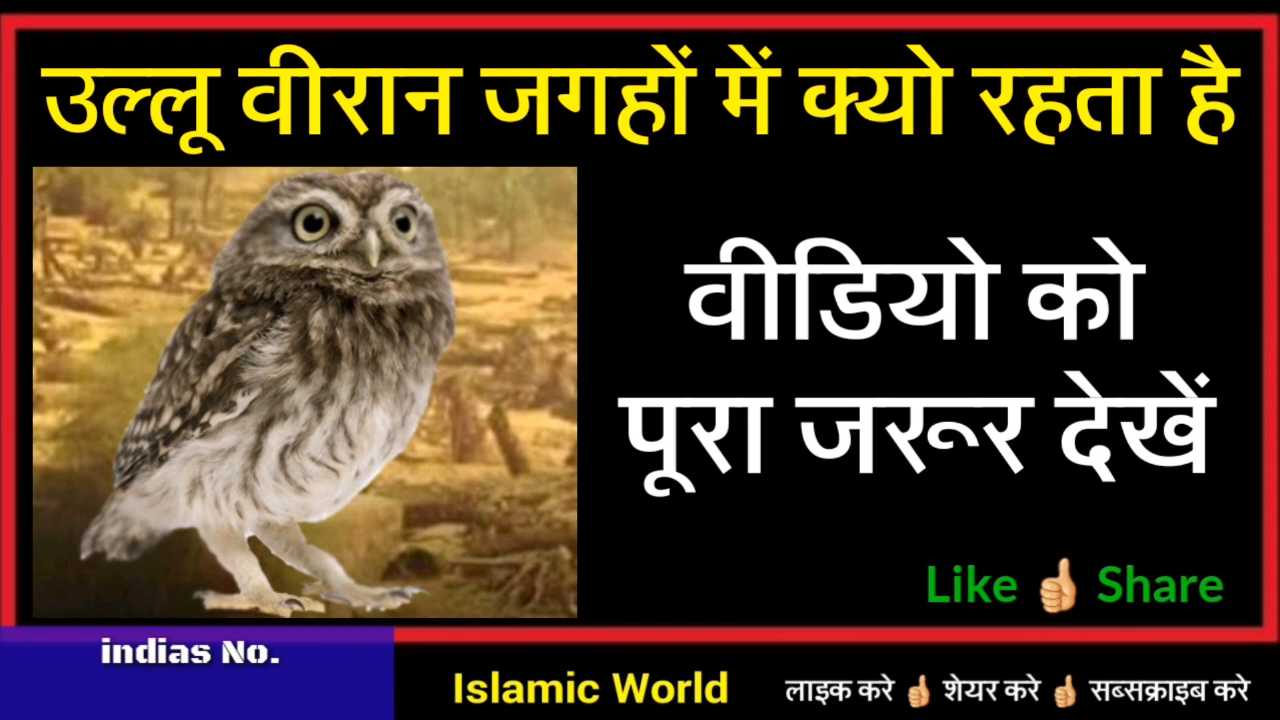 उल्लू वीरान जगहों में क्यो रहता है
वीडियो को
पूरा जरूर देखें
Like 👍 Share
indias No.
Islamic World
लाइक करे 👍 शेयर करे 👍 सब्सक्राइब करे